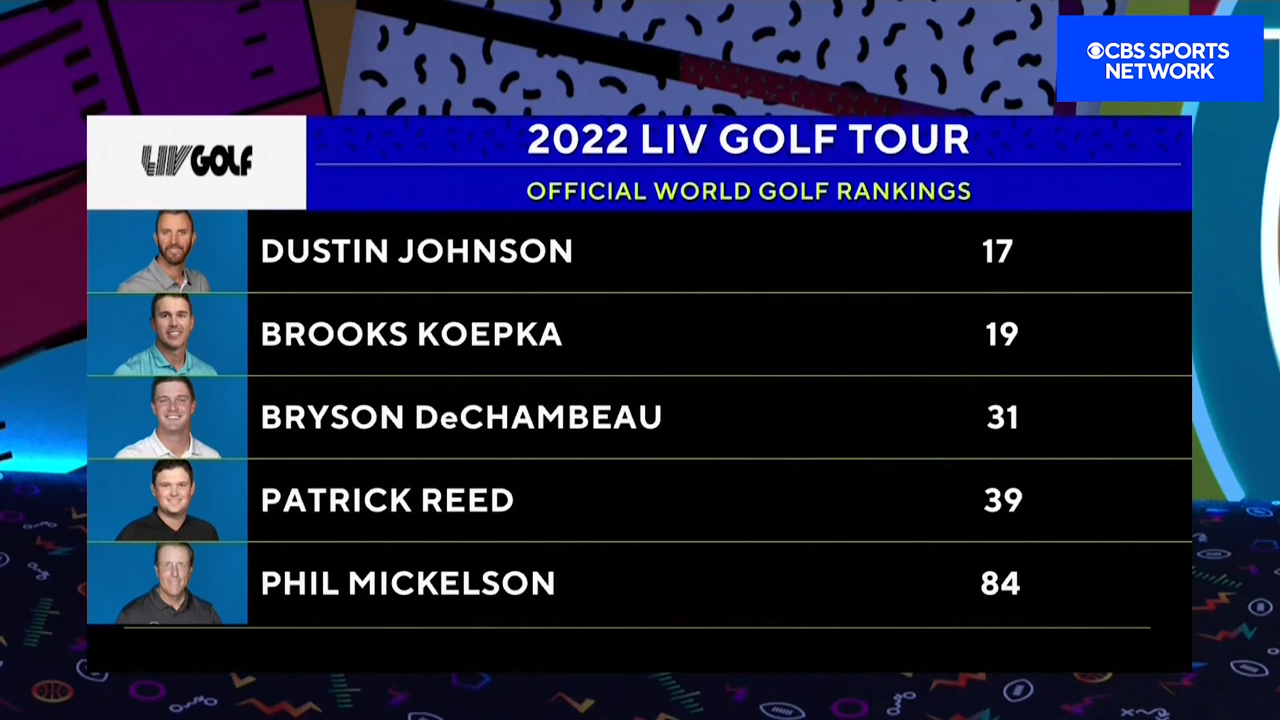 CBS SPORTS
NETWORK
LIV GOLF
2022 LIV GOLF TOUR
OFFICIAL WORLD GOLF RANKINGS
DUSTIN JOHNSON 17
BROOKS KOEPKA 19
BRYSON DeCHAMBEAU 31
PATRICK REED 39
PHIL MICKELSON 84